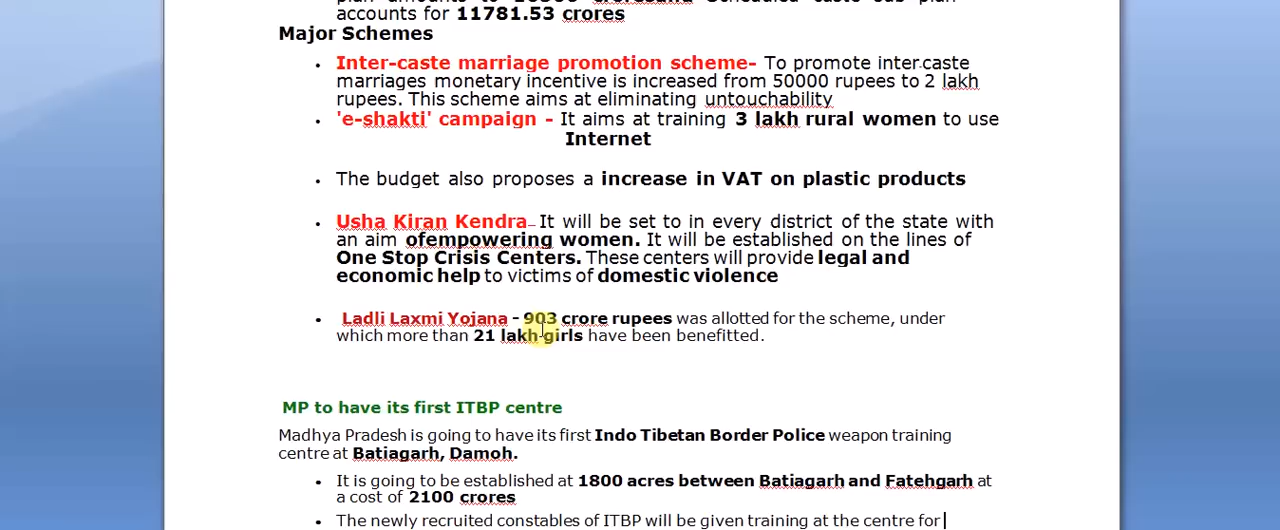 accounts for 11781.53 crores
Major Schemes
Inter-caste marriage promotion scheme- To promote inter caste
marriages monetary incentive is increased from 50000 rupees to 2 lakh
rupees. This scheme aims at eliminating untouchability
'e-shakti' campaign - It aims at training 3 lakh rural women to use
Internet
The budget also proposes a increase in VAT on plastic products
Usha Kiran Kendra- It will be set to in every district of the state with
an aim ofempowering women. It will be established on the lines of
One Stop Crisis Centers. These centers will provide legal and
economic help to victims of domestic violence
Ladli Laxmi Yojana - 903 crore rupees was allotted for the scheme, under
which more than 21 lakh girls have been benefitted.
MP to have its first ITBP centre
Madhya Pradesh is going to have its first Indo Tibetan Border Police weapon training
centre at Batiagarh, Damoh.
It is going to be established at 1800 acres between Batiagarh and Fatehgarh at
a cost of 2100 crores
The newly recruited constables of ITBP will be given training at the centre for